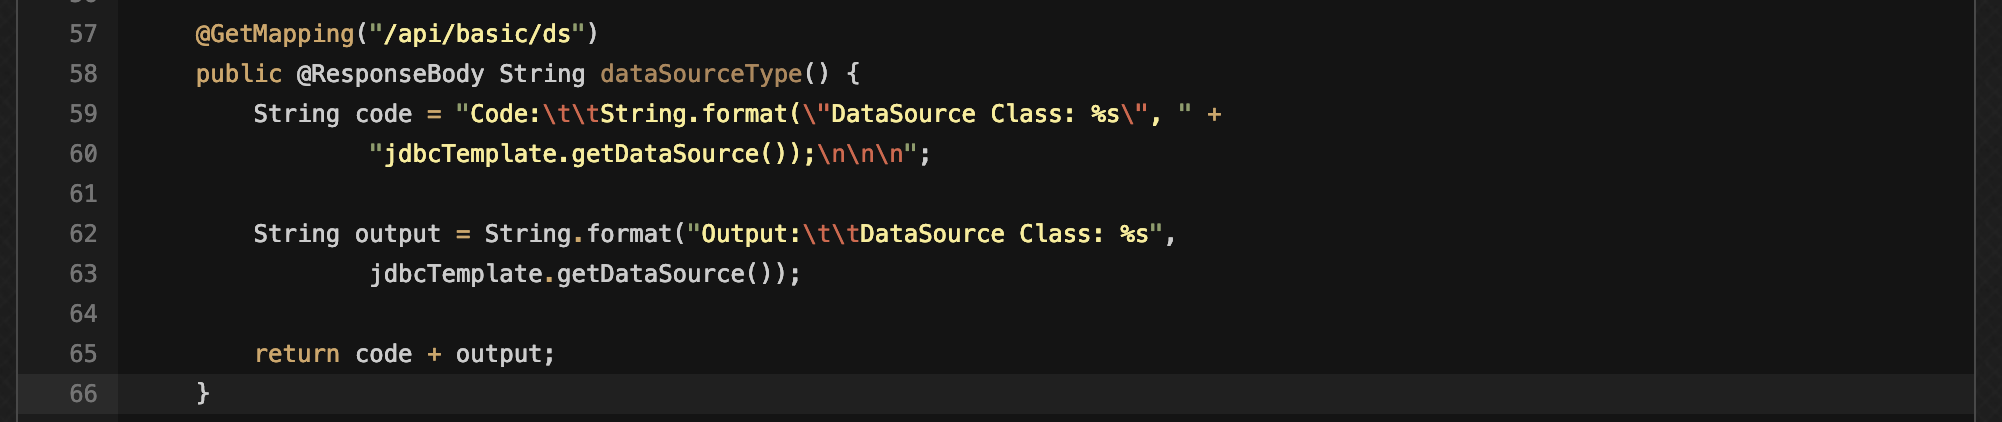 57 @GetMapping("/api/basic/ds")
58 public @ResponseBody String dataSourceType() {
59 String code = "Code:\t\tString.format(\"DataSource Class: %s\", " +
60 "jdbcTemplate.getDataSource());\n\n\n";
61
62 String output = String.format("Output:\t\tDataSource Class: %s",
63 jdbcTemplate.getDataSource());
64
65 return code + output;
66 }